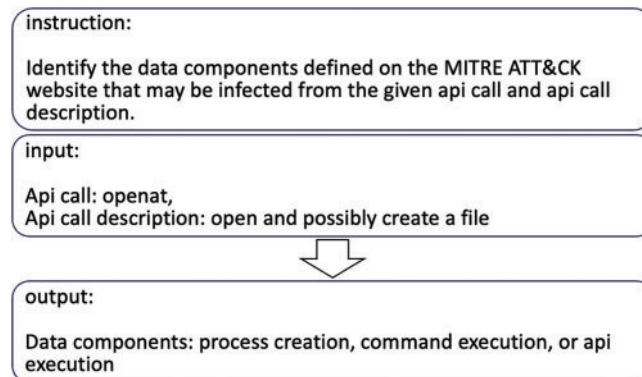 instruction:
Identify the data components defined on the MITRE ATT&CK
website that may be infected from the given api call and api call
description.
input:
Api call: openat,
Api call description: open and possibly create a file
output:
Data components: process creation, command execution, or api
execution